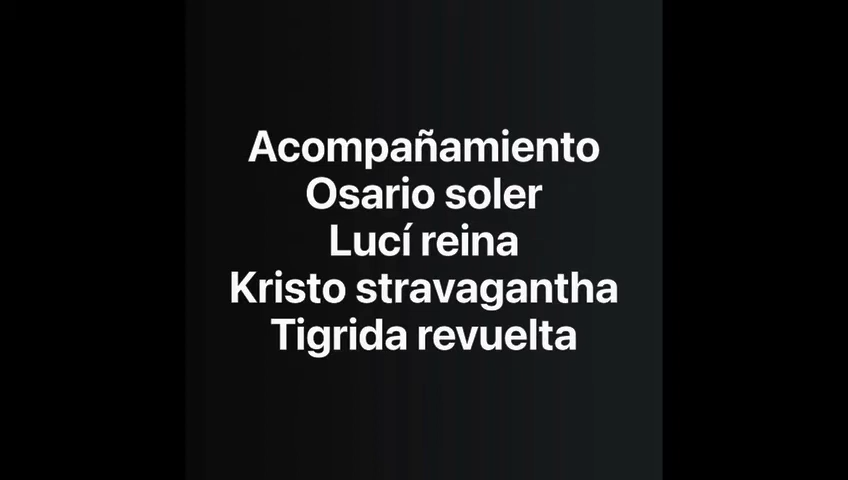 Acompañamiento
Osario soler
Lucí reina
Kristo stravagantha
Tigrida revuelta